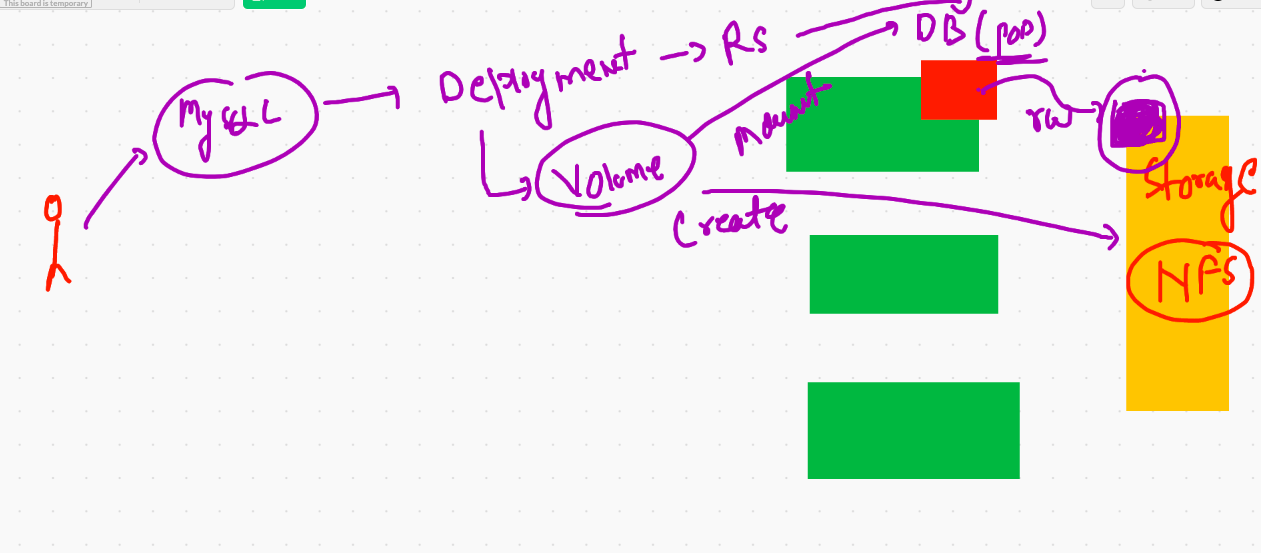 This board is temporary
DB (POD)
Deployment → RS
MySQL
Mount
rw
Volume
Storage
Create
NFS